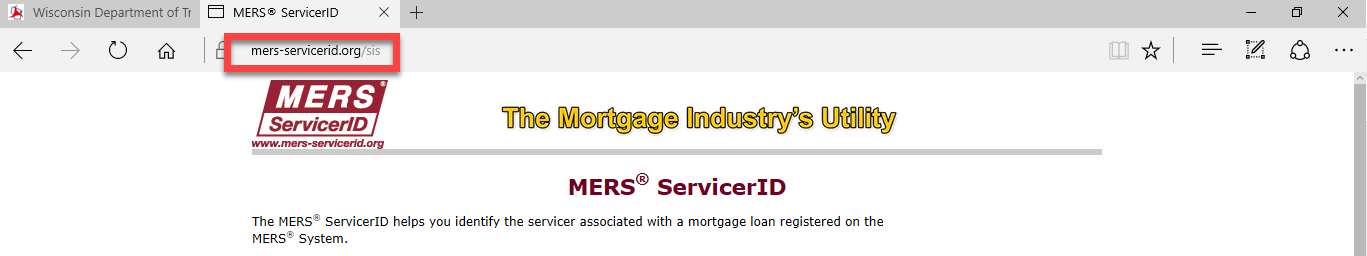 Wisconsin Department of Tr
MERS® ServicerID
mers-servicerid.org/sis
MERS®
ServicerID
www.mers-servicerid.org
The Mortgage Industry's Utility
MERS® ServicerID
The MERS® ServicerID helps you identify the servicer associated with a mortgage loan registered on the
MERS® System.